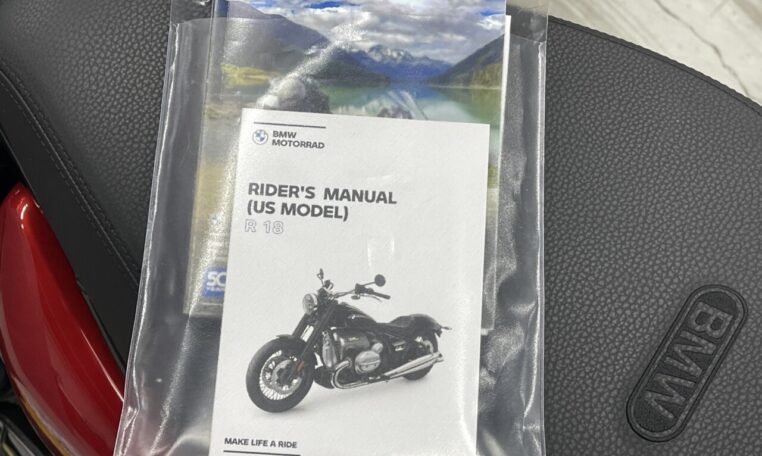 BMW
MOTORRAD
RIDER'S MANUAL
(US MODEL)
R 18
MAKE LIFE A RIDE
BMW